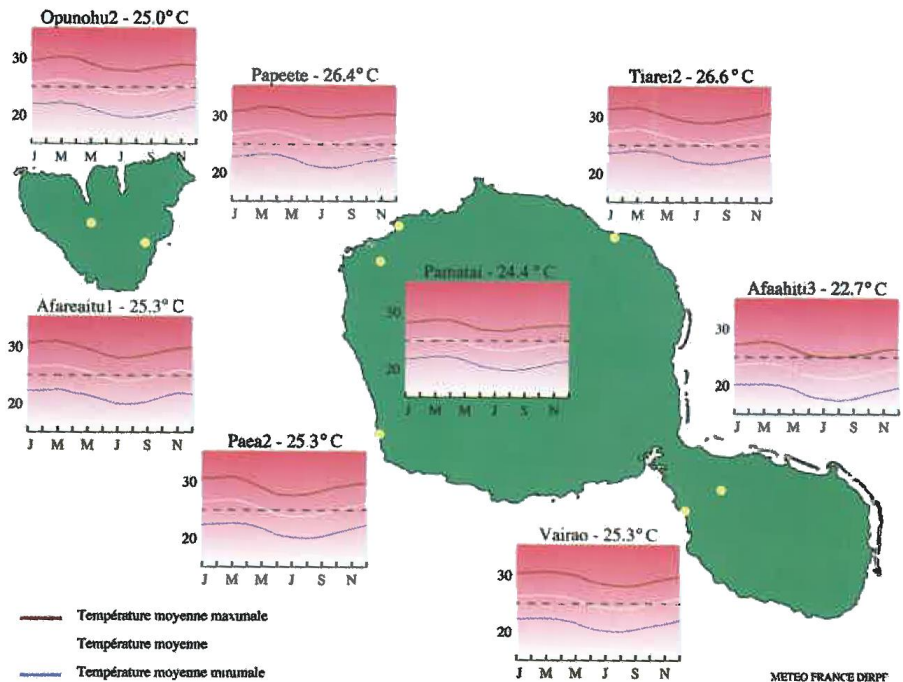 Opunohu2 - 25.0° C
30
20
J M M J S N
Papeete - 26.4° C
30
20
J M M J S N
Tiarei2 - 26.6° C
30
20
J M M J S N
Pamatai - 24.4° C
30
20
J M M J S N
Afareaitu1 - 25.3° C
30
20
J M M J S N
Afaahiti3 - 22.7° C
30
20
J M M J S N
Paea2 - 25.3° C
30
20
J M M J S N
Vairao - 25.3° C
30
20
J M M J S N
Température moyenne maximale
Température moyenne
Température moyenne minimale
METEO FRANCE DIRPF